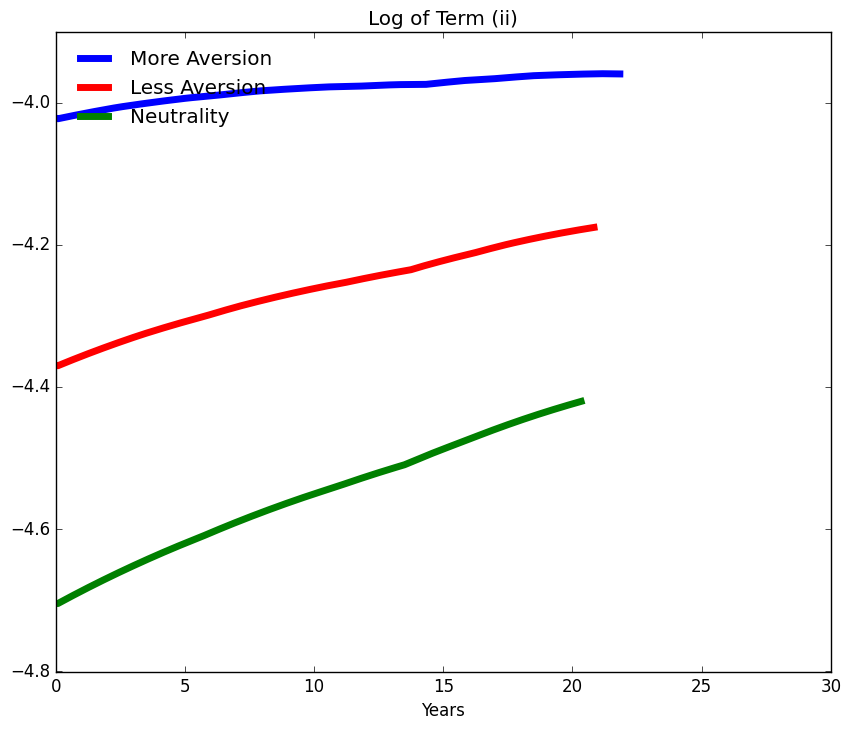 Log of Term (ii)
More Aversion
Less Aversion
Neutrality
−4.0
−4.2
−4.4
−4.6
−4.8
0 5 10 15 20 25 30
Years